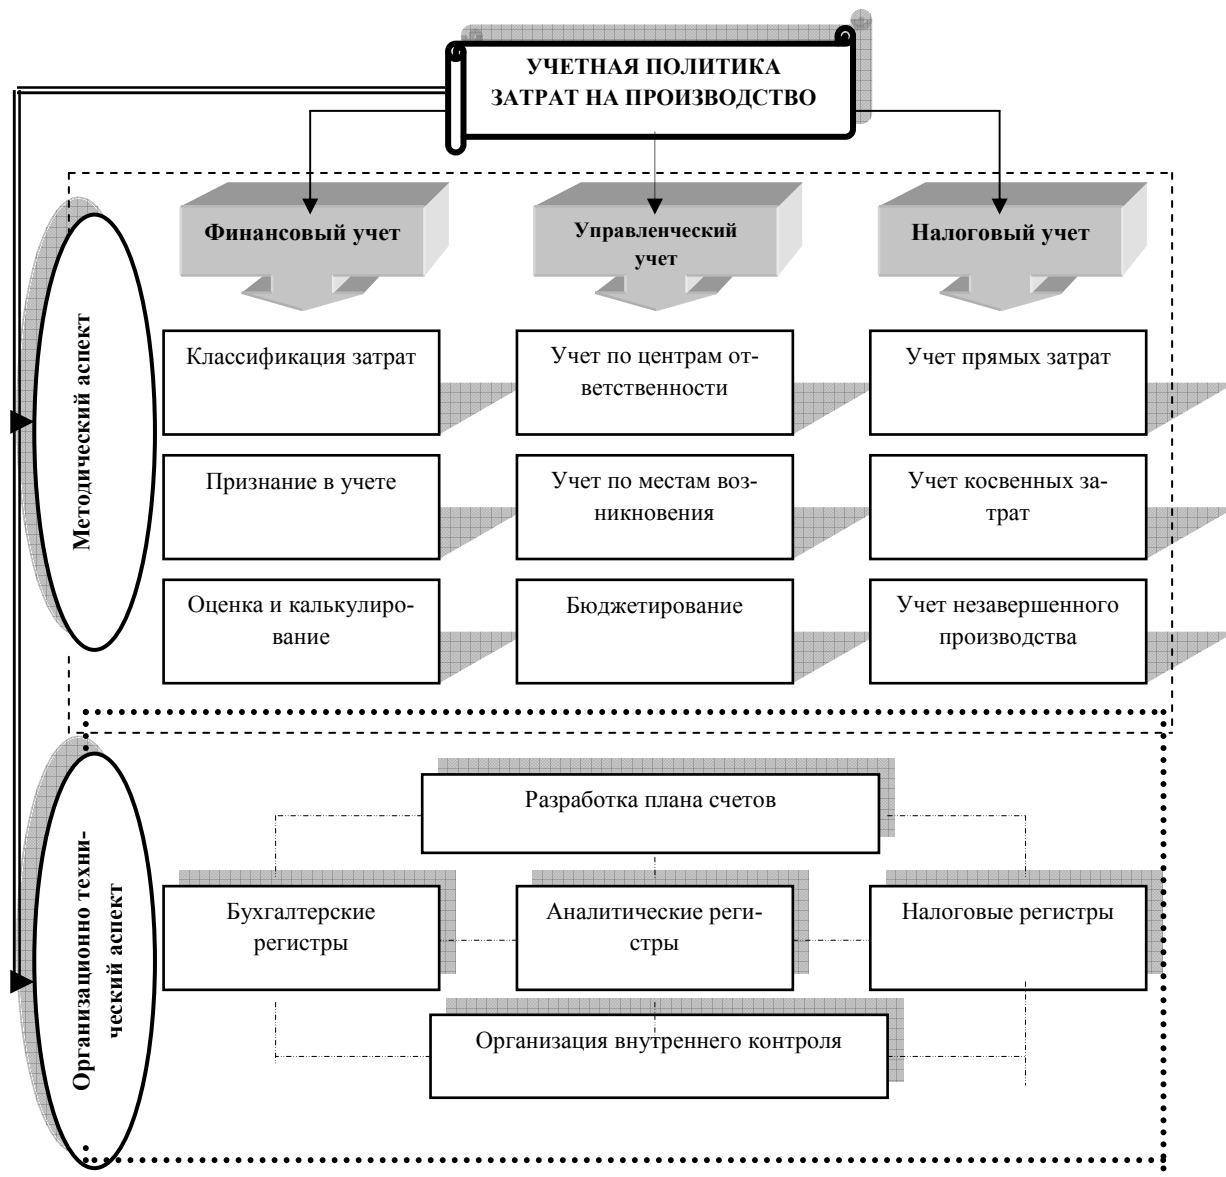 УЧЕТНАЯ ПОЛИТИКА
ЗАТРАТ НА ПРОИЗВОДСТВО
Финансовый учет
Управленческий
учет
Налоговый учет
Методический аспект
Классификация затрат
Учет по центрам от-
ветственности
Учет прямых затрат
Признание в учете
Учет по местам воз-
никновения
Учет косвенных за-
трат
Оценка и калькулиро-
вание
Бюджетирование
Учет незавершенного
производства
Организационно техни-
ческий аспект
Разработка плана счетов
Бухгалтерские
регистры
Аналитические реги-
стры
Налоговые регистры
Организация внутреннего контроля